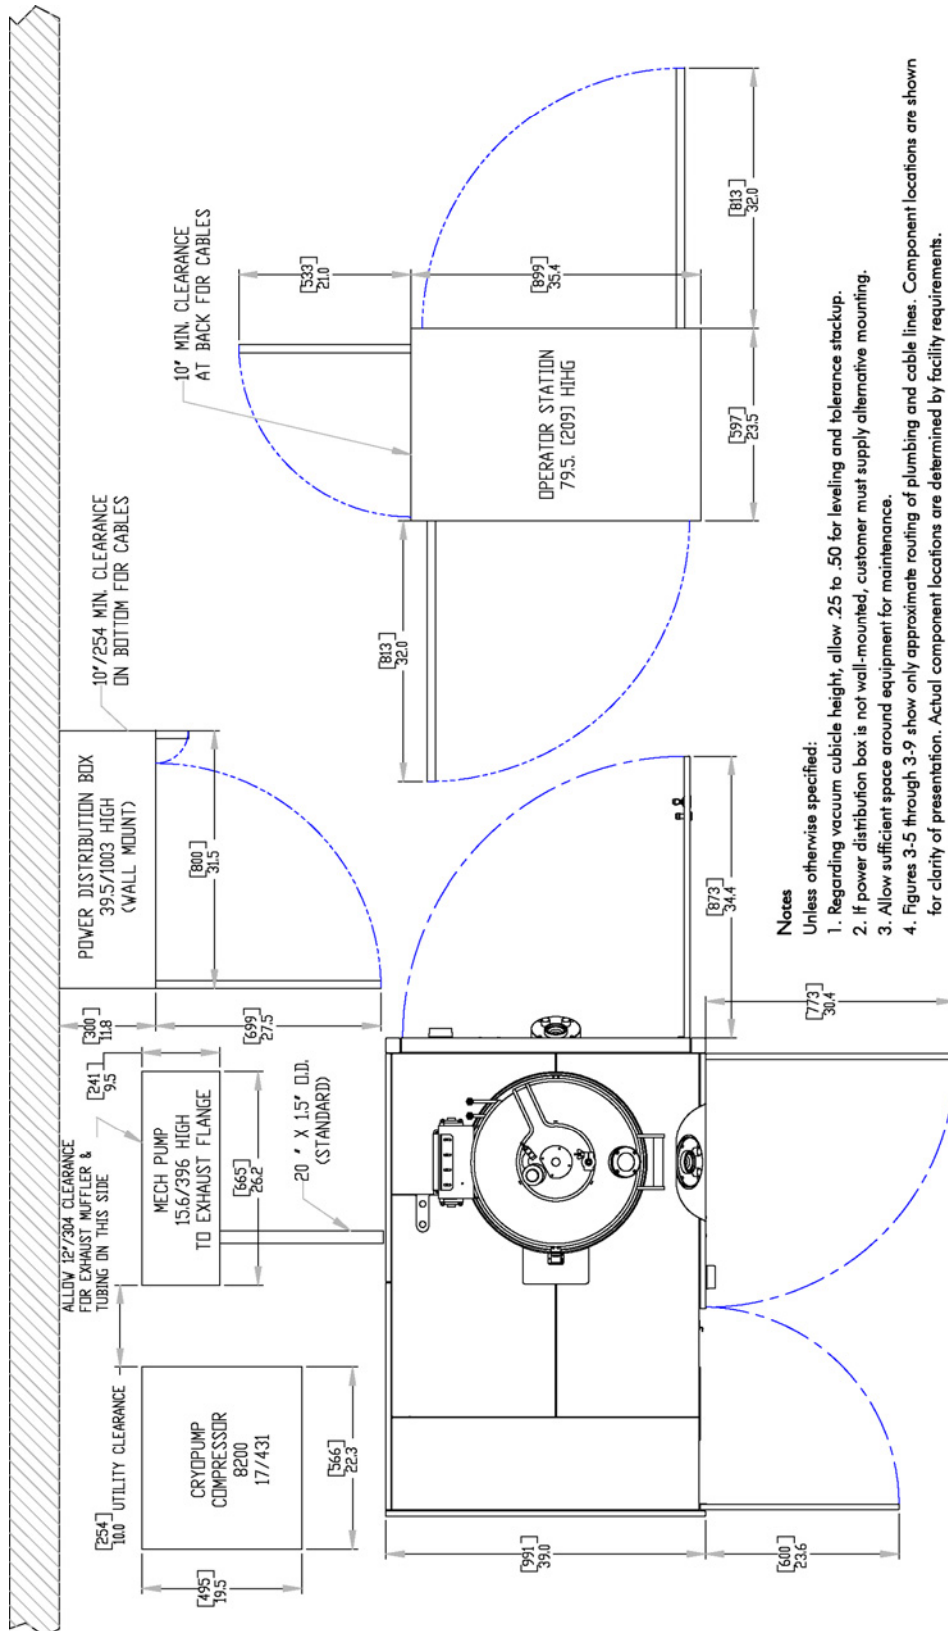 [254]
10.0 UTILITY CLEARANCE
ALLOW 12"/304 CLEARANCE
FOR EXHAUST MUFFLER &
TUBING ON THIS SIDE
[241]
9.5
[300]
11.8
POWER DISTRIBUTION BOX
39.5/1003 HIGH
(WALL MOUNT)
10"/254 MIN. CLEARANCE
ON BOTTOM FOR CABLES
10" MIN. CLEARANCE
AT BACK FOR CABLES
[495]
19.5
CRYOPUMP
COMPRESSOR
8200
17/431
[566]
22.3
MECH PUMP
15.6/396 HIGH
TO EXHAUST FLANGE
[665]
26.2
20 " X 1.5" O.D.
(STANDARD)
[699]
27.5
[800]
31.5
[533]
21.0
[813]
32.0
OPERATOR STATION
79.5. [209] HIHG
[899]
35.4
[597]
23.5
[813]
32.0
[991]
39.0
[600]
23.6
[873]
34.4
[773]
30.4
Notes
Unless otherwise specified:
1. Regarding vacuum cubicle height, allow .25 to .50 for leveling and tolerance stackup.
2. If power distribution box is not wall-mounted, customer must supply alternative mounting.
3. Allow sufficient space around equipment for maintenance.
4. Figures 3-5 through 3-9 show only approximate routing of plumbing and cable lines. Component locations are shown
for clarity of presentation. Actual component locations are determined by facility requirements.